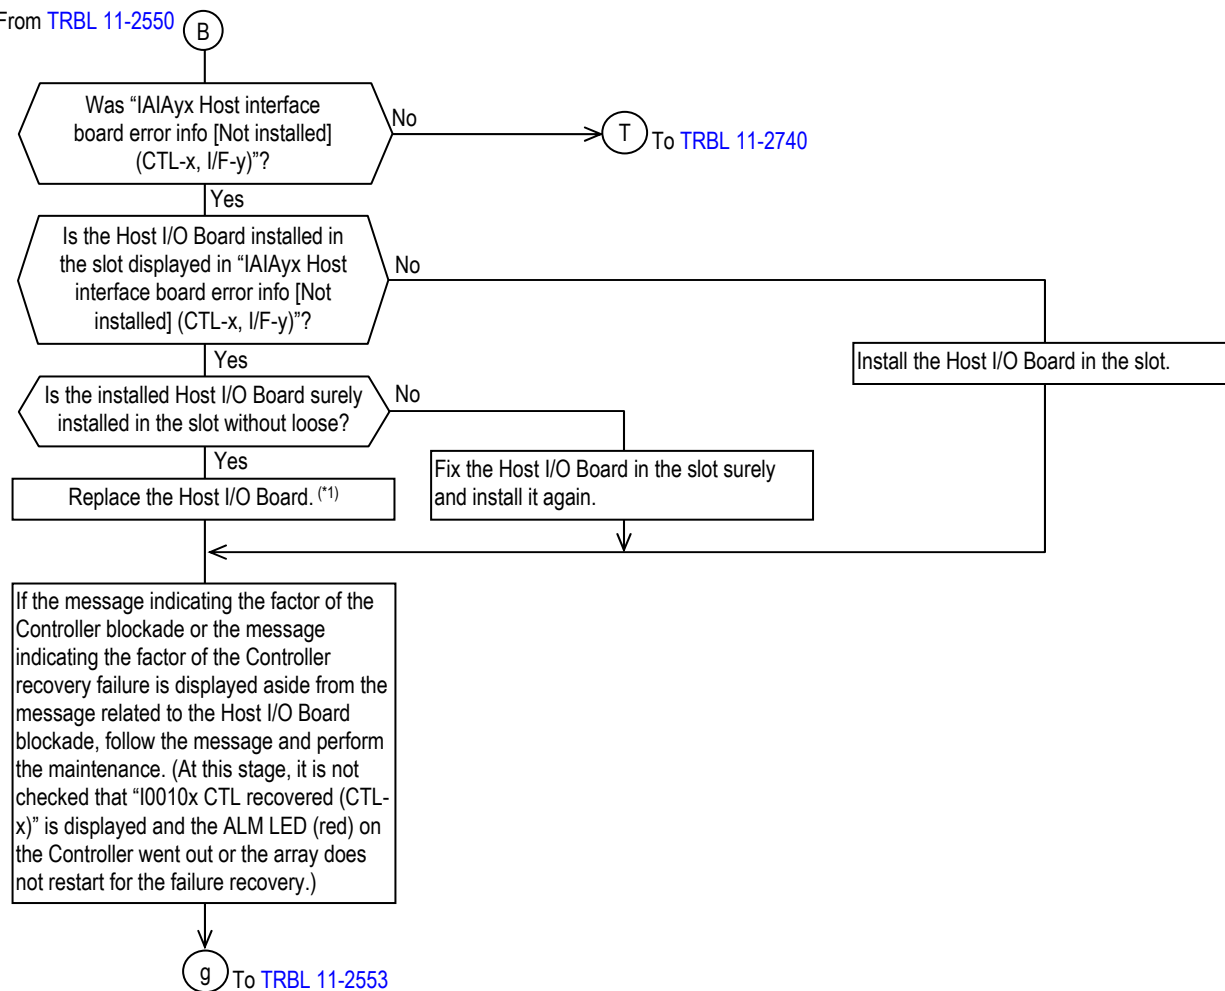 From TRBL 11-2550
B
Was “IAIAyx Host interface
board error info [Not installed]
(CTL-x, I/F-y)”?
No
T
To TRBL 11-2740
Yes
Is the Host I/O Board installed in
the slot displayed in “IAIAyx Host
interface board error info [Not
installed] (CTL-x, I/F-y)”?
No
Install the Host I/O Board in the slot.
Yes
Is the installed Host I/O Board surely
installed in the slot without loose?
No
Fix the Host I/O Board in the slot surely
and install it again.
Yes
Replace the Host I/O Board. (*1)
If the message indicating the factor of the
Controller blockade or the message
indicating the factor of the Controller
recovery failure is displayed aside from the
message related to the Host I/O Board
blockade, follow the message and perform
the maintenance. (At this stage, it is not
checked that “I0010x CTL recovered (CTL-
x)” is displayed and the ALM LED (red) on
the Controller went out or the array does
not restart for the failure recovery.)
g
To TRBL 11-2553